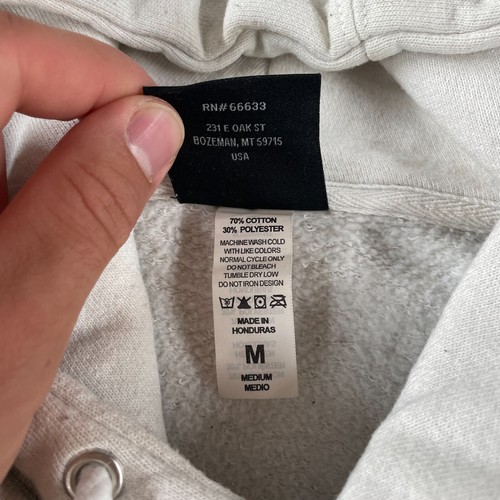 RN# 66633
231 E OAK ST
BOZEMAN, MT 59715
USA
70% COTTON
30% POLYESTER
MACHINE WASH COLD
WITH LIKE COLORS
NORMAL CYCLE ONLY
DO NOT BLEACH
TUMBLE DRY LOW
DO NOT IRON DESIGN
MADE IN
HONDURAS
M
MEDIUM
MEDIO